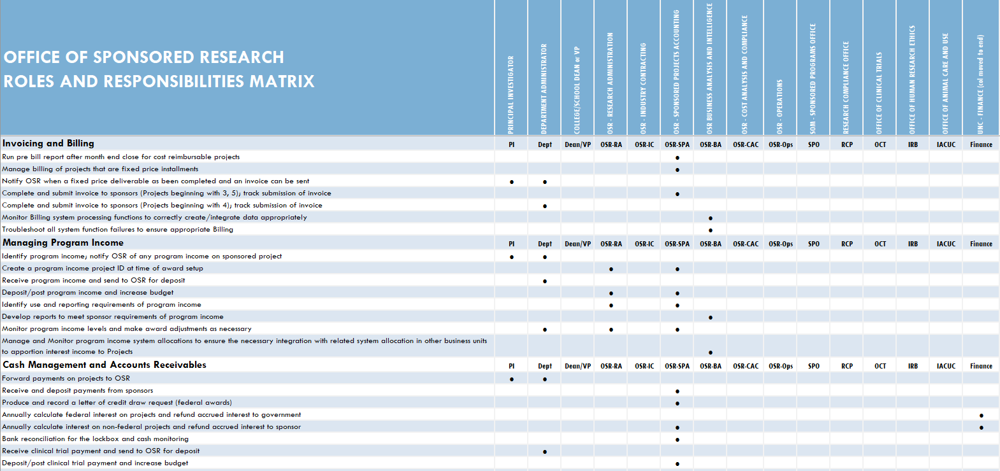 OFFICE OF SPONSORED RESEARCH
ROLES AND RESPONSIBILITIES MATRIX
PRINCIPAL INVESTIGATOR
DEPARTMENT ADMINISTRATOR
COLLEGE/SCHOOL DEAN or VP
OSR - RESEARCH ADMINISTRATION
OSR - INDUSTRY CONTRACTING
OSR - SPONSORED PROJECTS ACCOUNTING
OSR BUSINESS ANALYSIS AND INTELLIGENCE
OSR - COST ANALYSIS AND COMPLIANCE
OSR - OPERATIONS
SOM - SPONSORED PROGRAMS OFFICE
RESEARCH COMPLIANCE OFFICE
OFFICE OF CLINICAL TRIALS
OFFICE OF HUMAN RESEARCH ETHICS
OFFICE OF ANIMAL CARE AND USE
UNC - FINANCE (col moved to end)
Invoicing and Billing PI Dept Dean/VP OSR-RA OSR-IC OSR-SPA OSR-BA OSR-CAC OSR-Ops SPO RCP OCT IRB IACUC Finance
Run pre bill report after month end close for cost reimbursable projects ●
Manage billing of projects that are fixed price installments ●
Notify OSR when a fixed price deliverable as been completed and an invoice can be sent ● ●
Complete and submit invoice to sponsors (Projects beginning with 3, 5); track submission of invoice ●
Complete and submit invoice to sponsors (Projects beginning with 4); track submission of invoice ●
Monitor Billing system processing functions to correctly create/integrate data appropriately ●
Troubleshoot all system function failures to ensure appropriate Billing ●
Managing Program Income PI Dept Dean/VP OSR-RA OSR-IC OSR-SPA OSR-BA OSR-CAC OSR-Ops SPO RCP OCT IRB IACUC Finance
Identify program income; notify OSR of any program income on sponsored project ● ●
Create a program income project ID at time of award setup ● ●
Receive program income and send to OSR for deposit ●
Deposit/post program income and increase budget ● ●
Identify use and reporting requirements of program income ● ●
Develop reports to meet sponsor requirements of program income ●
Monitor program income levels and make award adjustments as necessary ● ● ●
Manage and Monitor program income system allocations to ensure the necessary integration with related system allocation in other business units
to apportion interest income to Projects ●
Cash Management and Accounts Receivables PI Dept Dean/VP OSR-RA OSR-IC OSR-SPA OSR-BA OSR-CAC OSR-Ops SPO RCP OCT IRB IACUC Finance
Forward payments on projects to OSR ● ●
Receive and deposit payments from sponsors ●
Produce and record a letter of credit draw request (federal awards) ●
Annually calculate federal interest on projects and refund accrued interest to government ●
Annually calculate interest on non-federal projects and refund accrued interest to sponsor ● ●
Bank reconciliation for the lockbox and cash monitoring ●
Receive clinical trial payment and send to OSR for deposit ●
Deposit/post clinical trial payment and increase budget ●